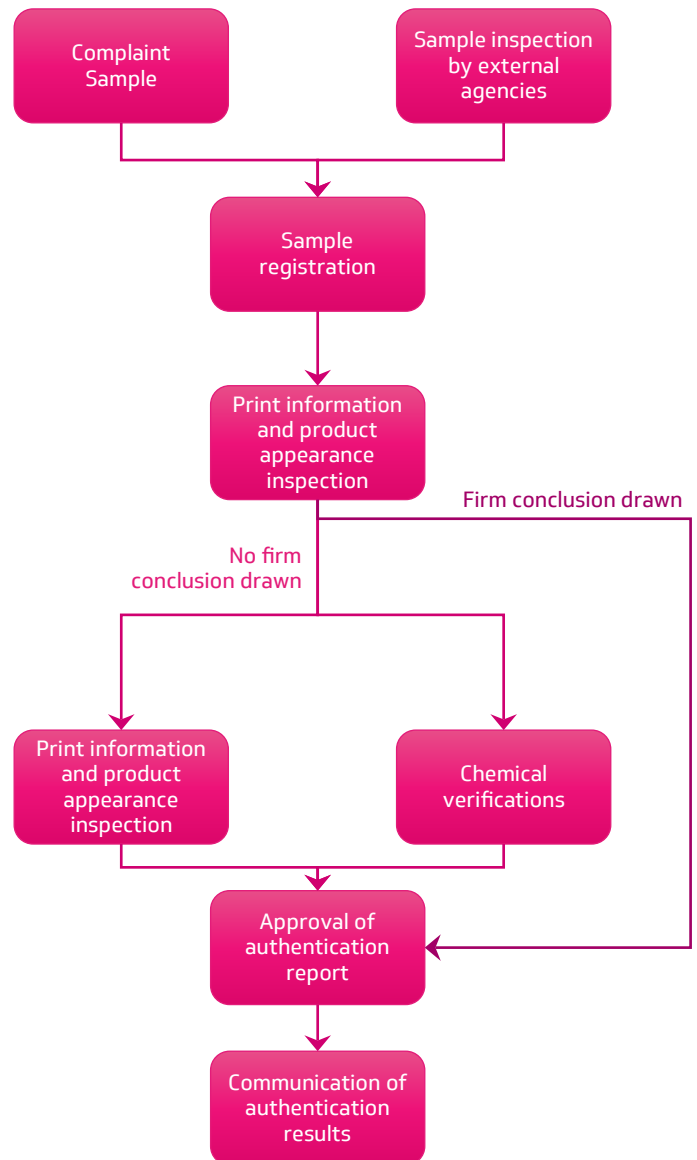 Complaint
Sample
Sample inspection
by external
agencies
Sample
registration
Print information
and product
appearance
inspection
Firm conclusion drawn
No firm
conclusion drawn
Print information
and product
appearance
inspection
Chemical
verifications
Approval of
authentication
report
Communication of
authentication
results